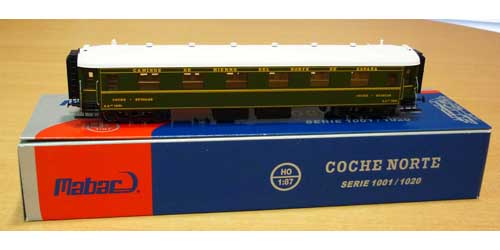 CAMINOS DE HIERRO DEL NORTE DE ESPAÑA
SERIE 1001 / 1020
Mabar
HO
1:87
COCHE NORTE
SERIE 1001 / 1020